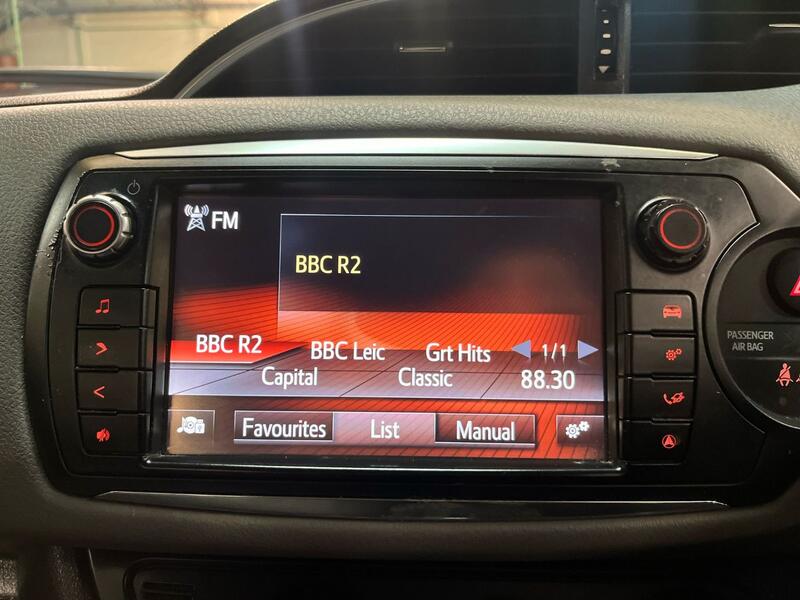 FM
BBC R2
BBC R2 BBC Leic Grt Hits 1/1
Capital Classic 88.30
Favourites List Manual
PASSENGER
AIR BAG